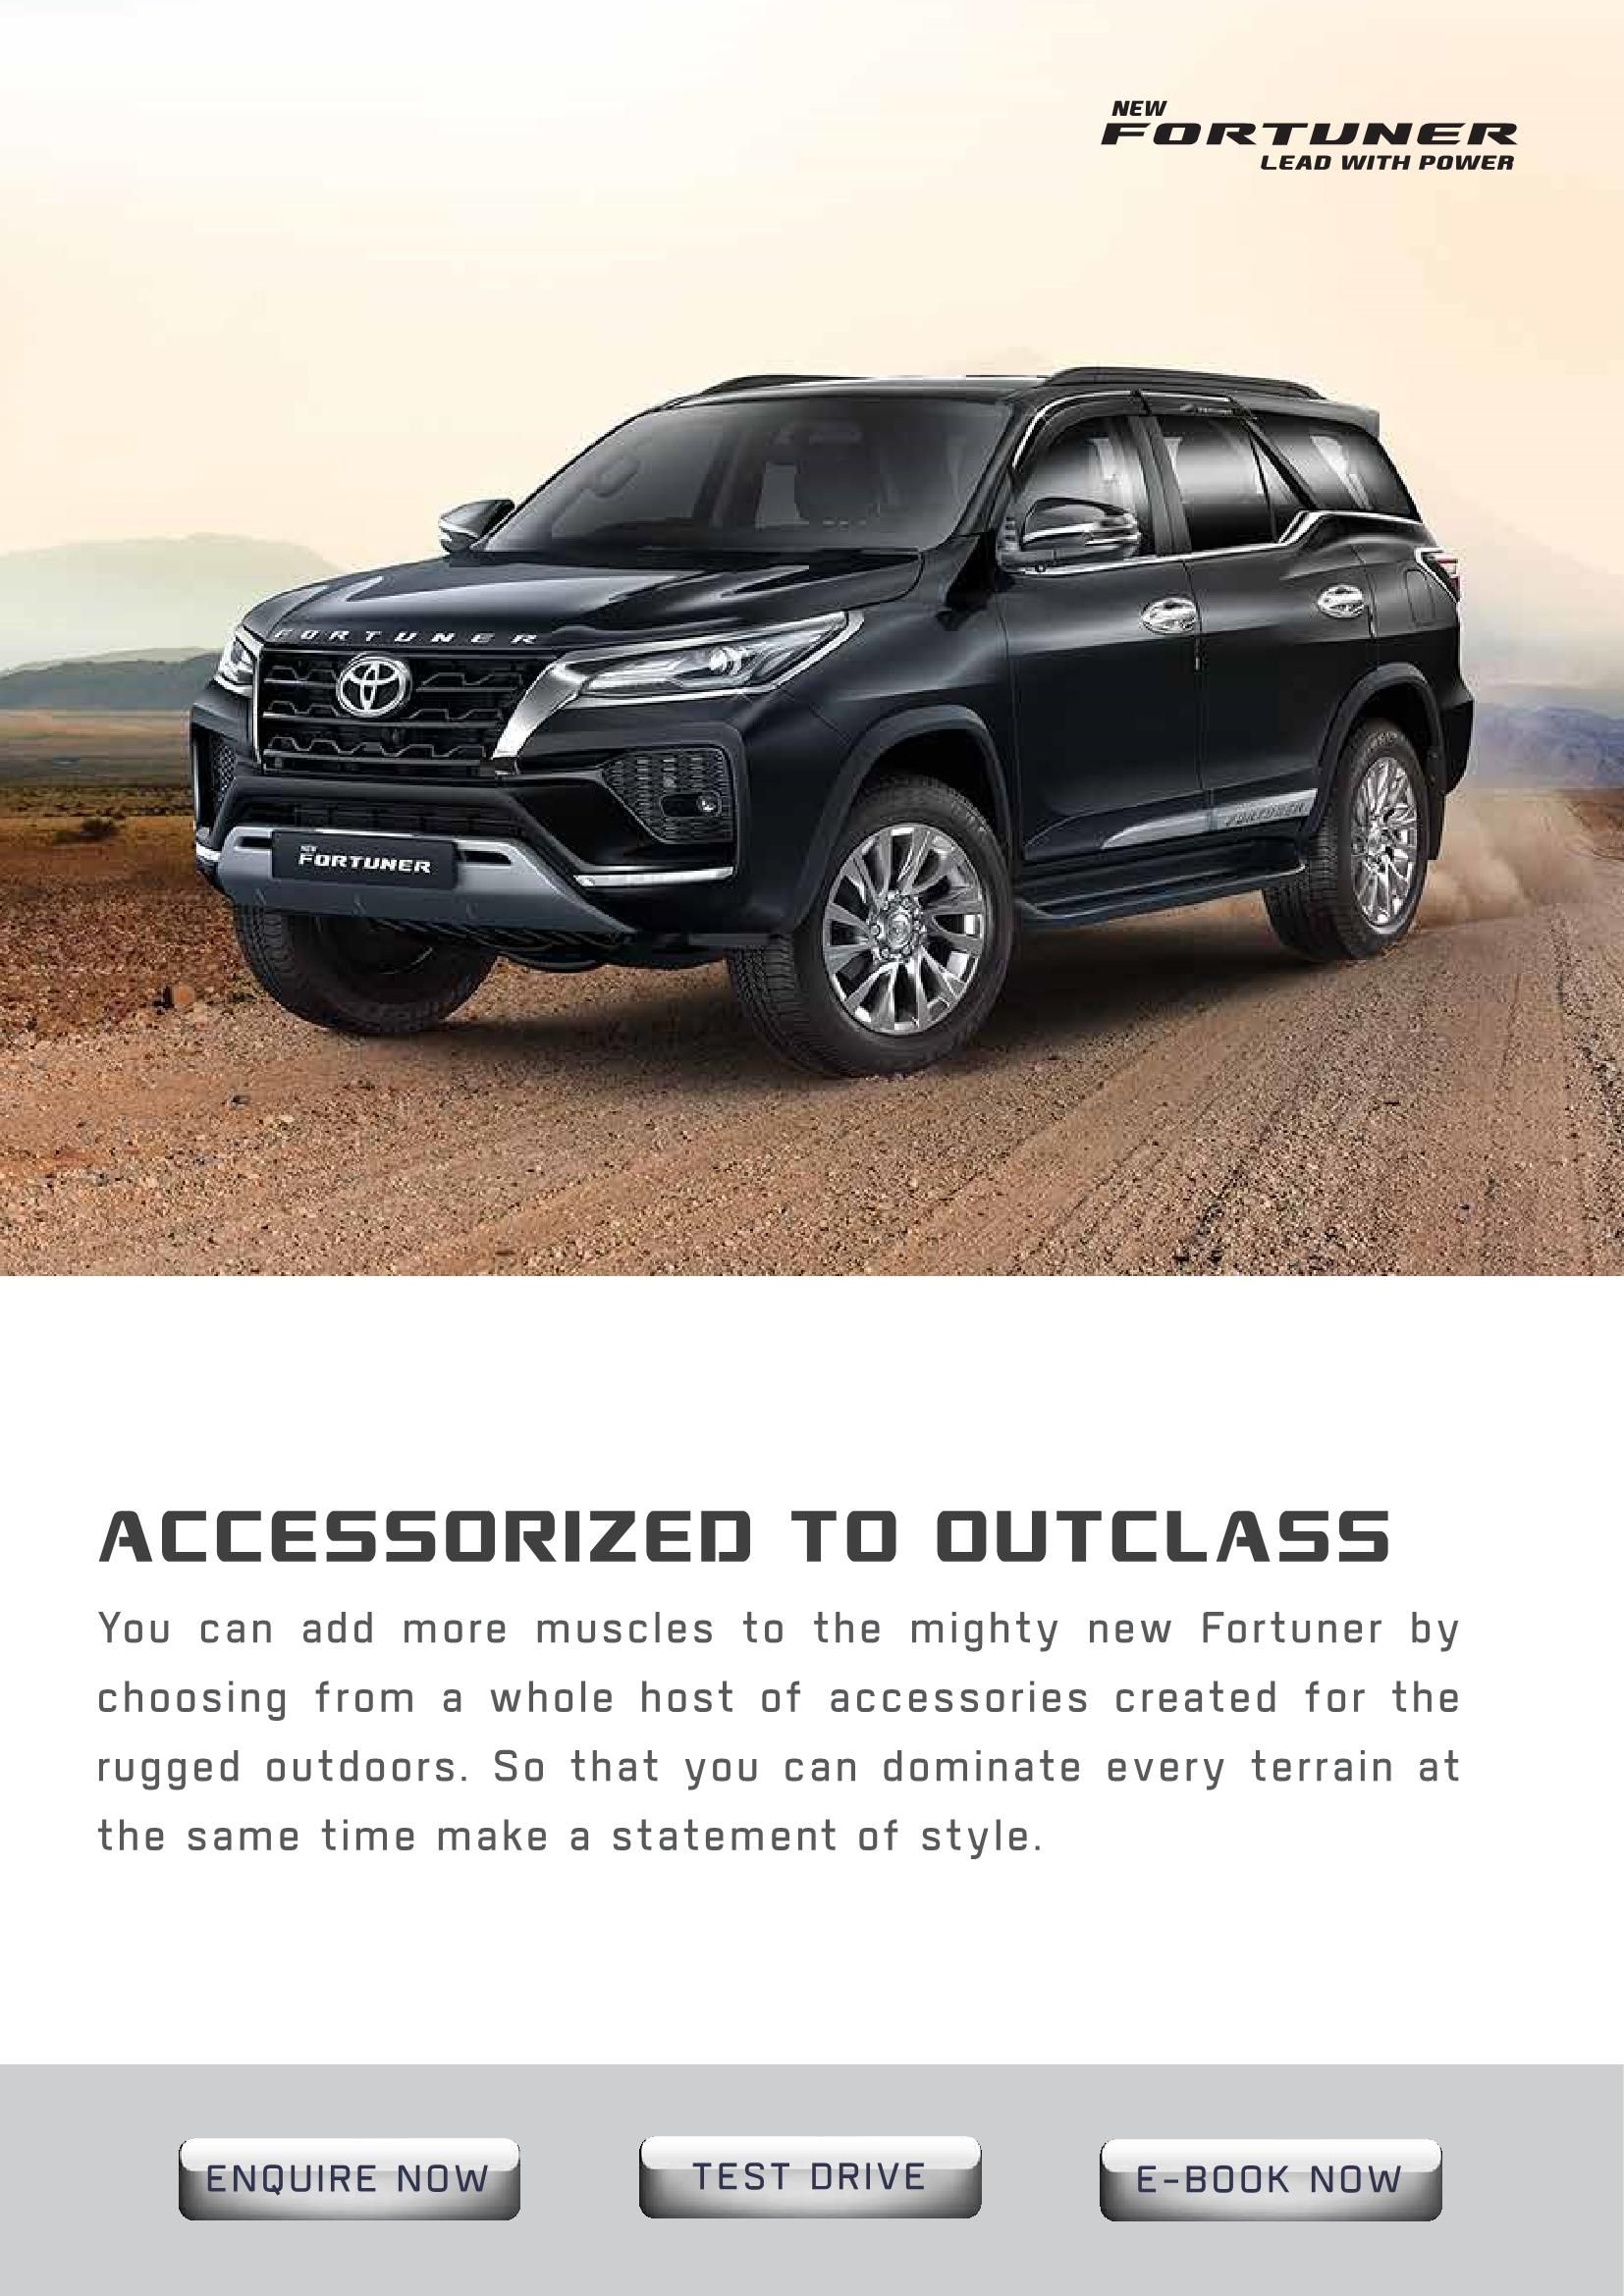 NEW
FORTUNER
LEAD WITH POWER
FORTUNER
FORTUNER
NEW
FORTUNER
ACCESSORIZED TO OUTCLASS
You can add more muscles to the mighty new Fortuner by
choosing from a whole host of accessories created for the
rugged outdoors. So that you can dominate every terrain at
the same time make a statement of style.
ENQUIRE NOW
TEST DRIVE
E-BOOK NOW